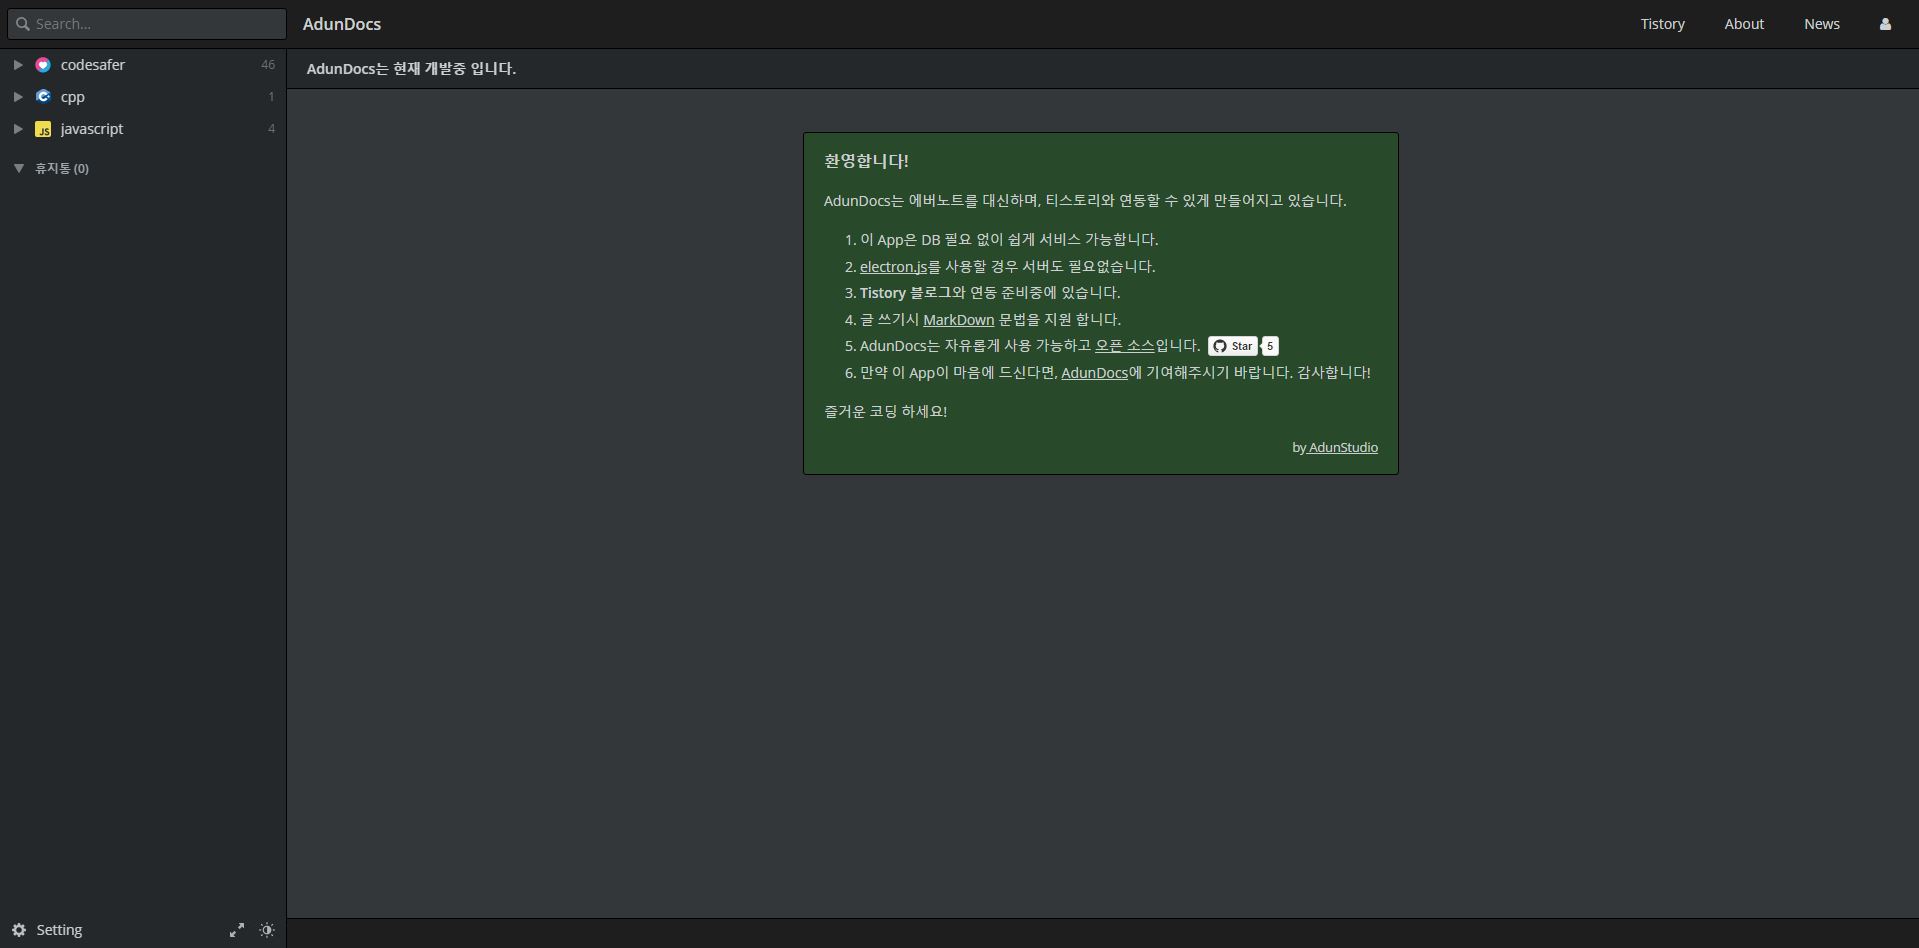 Search...
AdunDocs
Tistory
About
News
codesafer 46
cpp 1
JS javascript 4
휴지통 (0)
AdunDocs는 현재 개발중 입니다.
환영합니다!
AdunDocs는 에버노트를 대신하며, 티스토리와 연동할 수 있게 만들어지고 있습니다.
1. 이 App은 DB 필요 없이 쉽게 서비스 가능합니다.
2. electron.js를 사용할 경우 서버도 필요없습니다.
3. Tistory 블로그와 연동 준비중에 있습니다.
4. 글 쓰기시 MarkDown 문법을 지원 합니다.
5. AdunDocs는 자유롭게 사용 가능하고 오픈 소스입니다. Star 5
6. 만약 이 App이 마음에 드신다면, AdunDocs에 기여해주시기 바랍니다. 감사합니다!
즐거운 코딩 하세요!
by AdunStudio
Setting